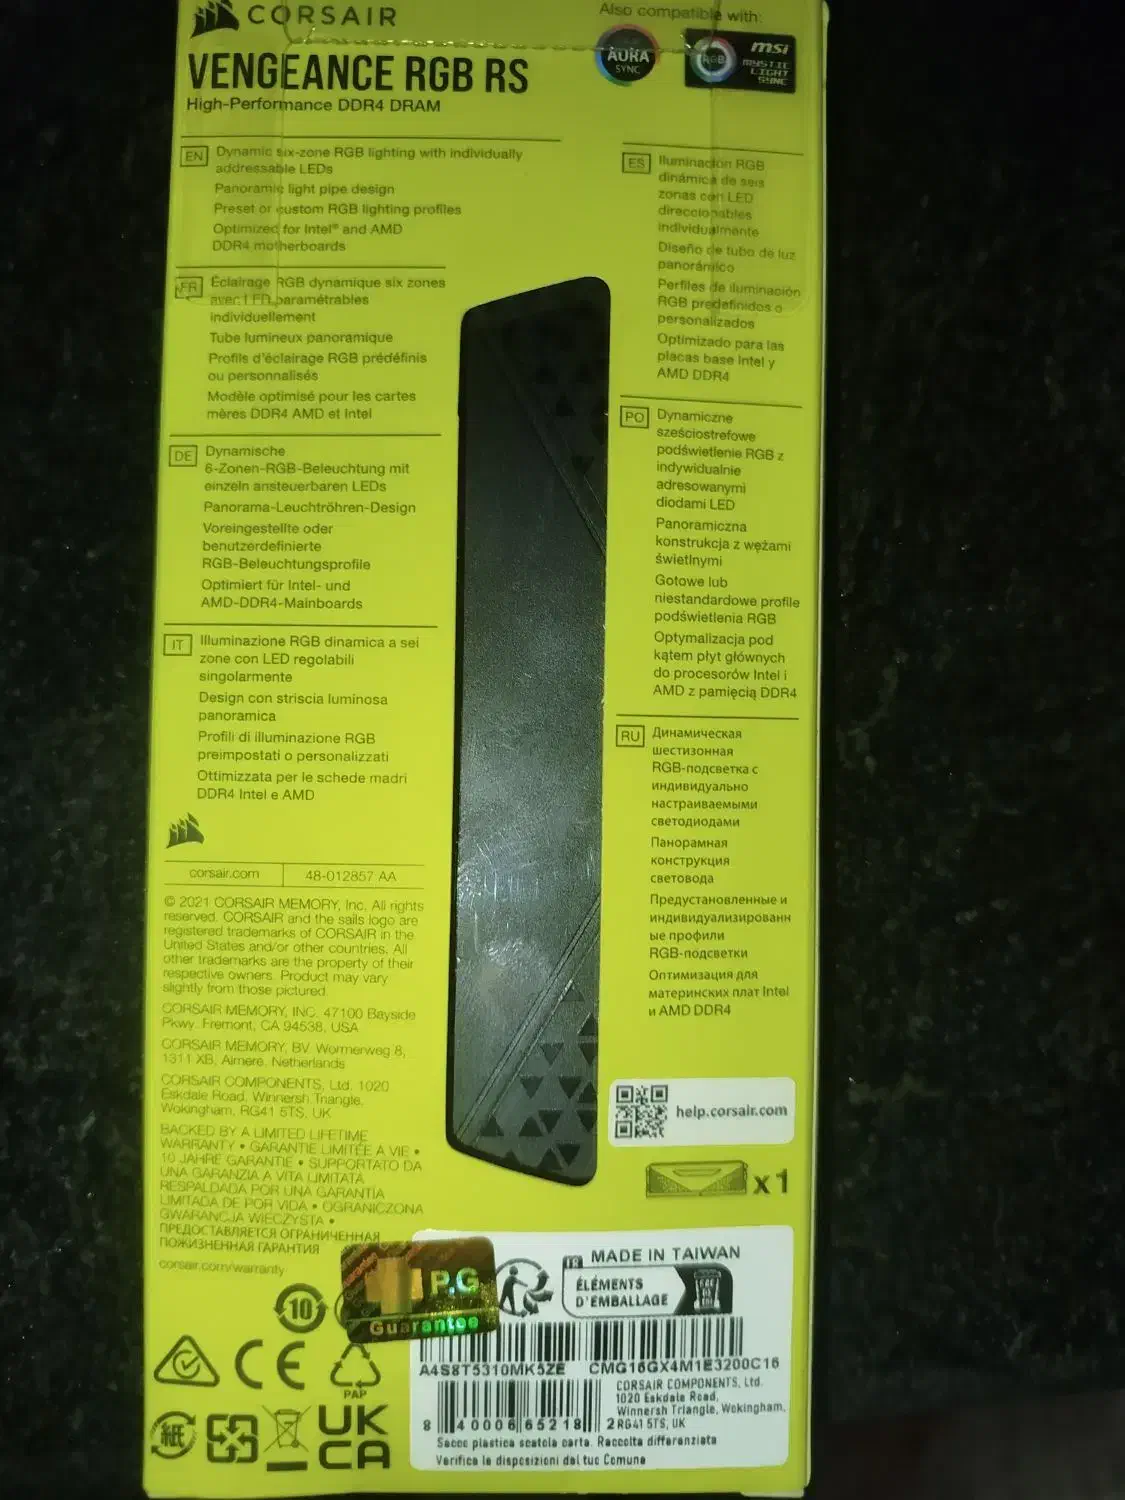 CORSAIR
VENGEANCE RGB RS
High-Performance DDR4 DRAM
Also compatible with:
AURA
SYNC
RGB
msi
MYSTIC
LIGHT
SYNC
EN
Dynamic six-zone RGB lighting with individually
addressable LEDs
Panoramic light pipe design
Preset or custom RGB lighting profiles
Optimized for Intel® and AMD
DDR4 motherboards
FR
Éclairage RGB dynamique six zones
avec LED paramétrables
individuellement
Tube lumineux panoramique
Profils d'éclairage RGB prédéfinis
ou personnalisés
Modèle optimisé pour les cartes
mères DDR4 AMD et Intel
DE
Dynamische
6-Zonen-RGB-Beleuchtung mit
einzeln ansteuerbaren LEDs
Panorama-Leuchtröhren-Design
Voreingestellte oder
benutzerdefinierte
RGB-Beleuchtungsprofile
Optimiert für Intel- und
AMD-DDR4-Mainboards
IT
Illuminazione RGB dinamica a sei
zone con LED regolabili
singolarmente
Design con striscia luminosa
panoramica
Profili di illuminazione RGB
preimpostati o personalizzati
Ottimizzata per le schede madri
DDR4 Intel e AMD
ES
Iluminación RGB
dinámica de seis
zonas con LED
direccionables
individualmente
Diseño de tubo de luz
panorámico
Perfiles de iluminación
RGB predefinidos o
personalizados
Optimizado para las
placas base Intel y
AMD DDR4
PO
Dynamiczne
sześciostrefowe
podświetlenie RGB z
indywidualnie
adresowanymi
diodami LED
Panoramiczna
konstrukcja z wężami
świetlnymi
Gotowe lub
niestandardowe profile
podświetlenia RGB
Optymalizacja pod
kątem płyt głównych
do procesorów Intel i
AMD z pamięcią DDR4
RU
Динамическая
шестизонная
RGB-подсветка с
индивидуально
настраиваемыми
светодиодами
Панорамная
конструкция
световода
Предустановленные и
индивидуализированн
ые профили
RGB-подсветки
Оптимизация для
материнских плат Intel
и AMD DDR4
corsair.com
48-012857 AA
© 2021 CORSAIR MEMORY, Inc. All rights
reserved. CORSAIR and the sails logo are
registered trademarks of CORSAIR in the
United States and/or other countries. All
other trademarks are the property of their
respective owners. Product may vary
slightly from those pictured.
CORSAIR MEMORY, INC. 47100 Bayside
Pkwy. Fremont, CA 94538, USA
CORSAIR MEMORY, BV. Wormerweg 8,
1311 XB, Almere, Netherlands
CORSAIR COMPONENTS, Ltd. 1020
Eskdale Road, Winnersh Triangle,
Wokingham, RG41 5TS, UK
BACKED BY A LIMITED LIFETIME
WARRANTY • GARANTIE LIMITÉE A VIE •
10 JAHRE GARANTIE • SUPPORTATO DA
UNA GARANZIA A VITA LIMITATA
RESPALDADA POR UNA GARANTIA
LIMITADA DE POR VIDA • OGRANICZONA
GWARANCJA WIECZYSTA •
ПРЕДОСТАВЛЯЕТСЯ ОГРАНИЧЕННАЯ
ПОЖИЗНЕННАЯ ГАРАНТИЯ
corsair.com/warranty
help.corsair.com
x1
10
P.G
Guarantee
CE
PAP
紙
UK
CA
FR
MADE IN TAIWAN
ÉLÉMENTS
D'EMBALLAGE
A4S8T5310MK5ZE CMG16GX4M1E3200C16
CORSAIR COMPONENTS, Ltd.
1020 Eskdale Road,
Winnersh Triangle, Wokingham,
RG41 5TS, UK
8 40006 65218 2
Sacco plastica scatola carta. Raccolta differenziata
Verifica le disposizioni del tuo Comune